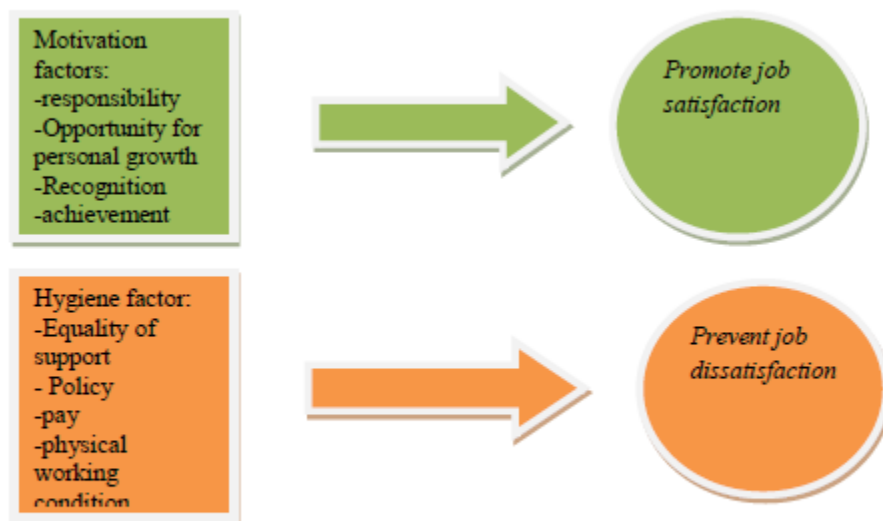 Motivation
factors:
-responsibility
-Opportunity for
personal growth
-Recognition
-achievement
Promote job
satisfaction
Hygiene factor:
-Equality of
support
- Policy
-pay
-physical
working
condition
Prevent job
dissatisfaction